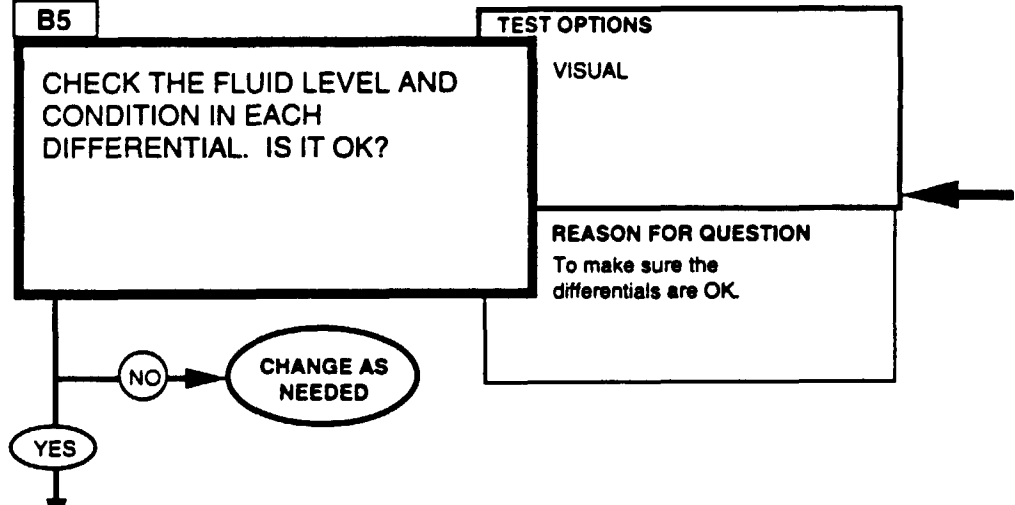 B5
CHECK THE FLUID LEVEL AND
CONDITION IN EACH
DIFFERENTIAL. IS IT OK?
TEST OPTIONS
VISUAL
REASON FOR QUESTION
To make sure the
differentials are OK.
NO
CHANGE AS
NEEDED
YES